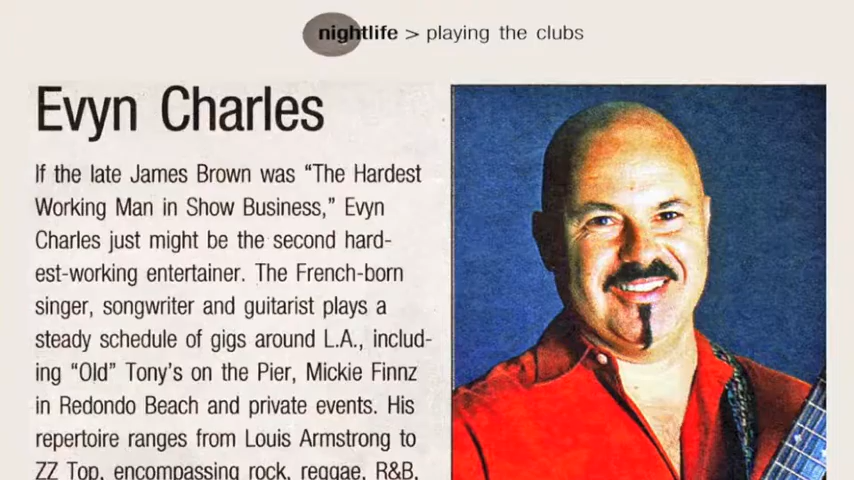 nightlife > playing the clubs
Evyn Charles
If the late James Brown was “The Hardest
Working Man in Show Business,” Evyn
Charles just might be the second hard-
est-working entertainer. The French-born
singer, songwriter and guitarist plays a
steady schedule of gigs around L.A., includ-
ing “Old” Tony’s on the Pier, Mickie Finnz
in Redondo Beach and private events. His
repertoire ranges from Louis Armstrong to
ZZ Top, encompassing rock, reggae, R&B,